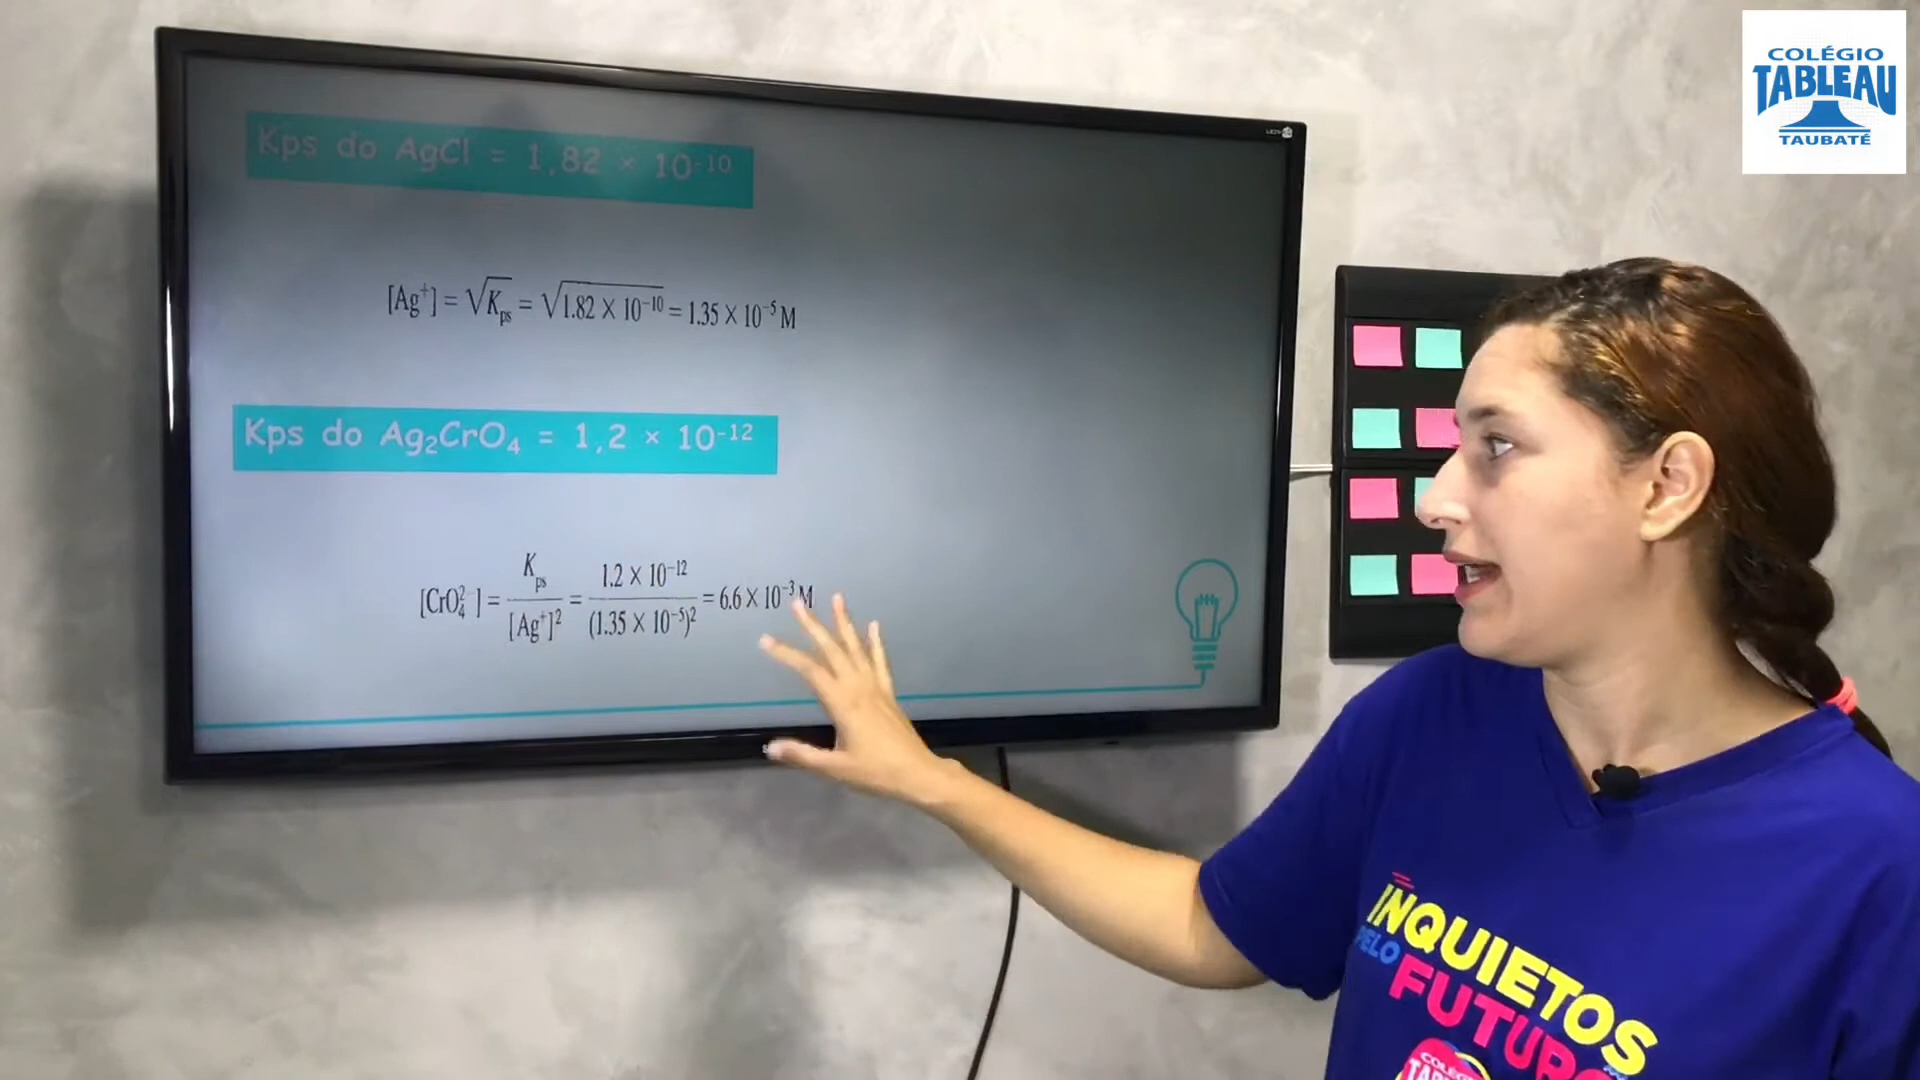 COLÉGIO
TABLEAU
TAUBATÉ
Kps do AgCl = 1,82 × 10⁻¹⁰
[Ag⁺] = √Kₚₛ = √1.82 × 10⁻¹⁰ = 1.35 × 10⁻⁵ M
Kps do Ag₂CrO₄ = 1,2 × 10⁻¹²
[CrO₄²⁻] = Kₚₛ / [Ag⁺]² = 1.2 × 10⁻¹² / (1.35 × 10⁻⁵)² = 6.6 × 10⁻³ M
INQUIETOS
PELO
FUTURO
COLÉGIO